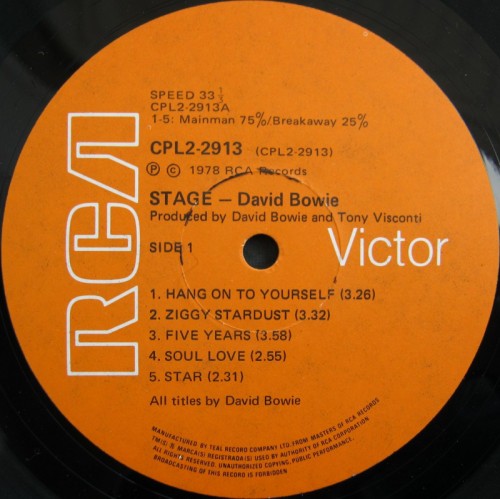 RCA
SPEED 33 1/3
CPL2-2913A
1-5: Mainman 75%/Breakaway 25%
CPL2-2913 (CPL2-2913)
Ⓟ © 1978 RCA Records
STAGE – David Bowie
Produced by David Bowie and Tony Visconti
SIDE 1
Victor
1. HANG ON TO YOURSELF (3.26)
2. ZIGGY STARDUST (3.32)
3. FIVE YEARS (3.58)
4. SOUL LOVE (2.55)
5. STAR (2.31)
All titles by David Bowie
MANUFACTURED BY TEAL RECORD COMPANY LTD. FROM MASTERS OF RCA RECORDS
TM(S) ® MARCA(S) REGISTRADA(S) USED BY AUTHORITY OF RCA CORPORATION
ALL RIGHTS RESERVED. UNAUTHORIZED COPYING, PUBLIC PERFORMANCE,
BROADCASTING OF THIS RECORD IS FORBIDDEN